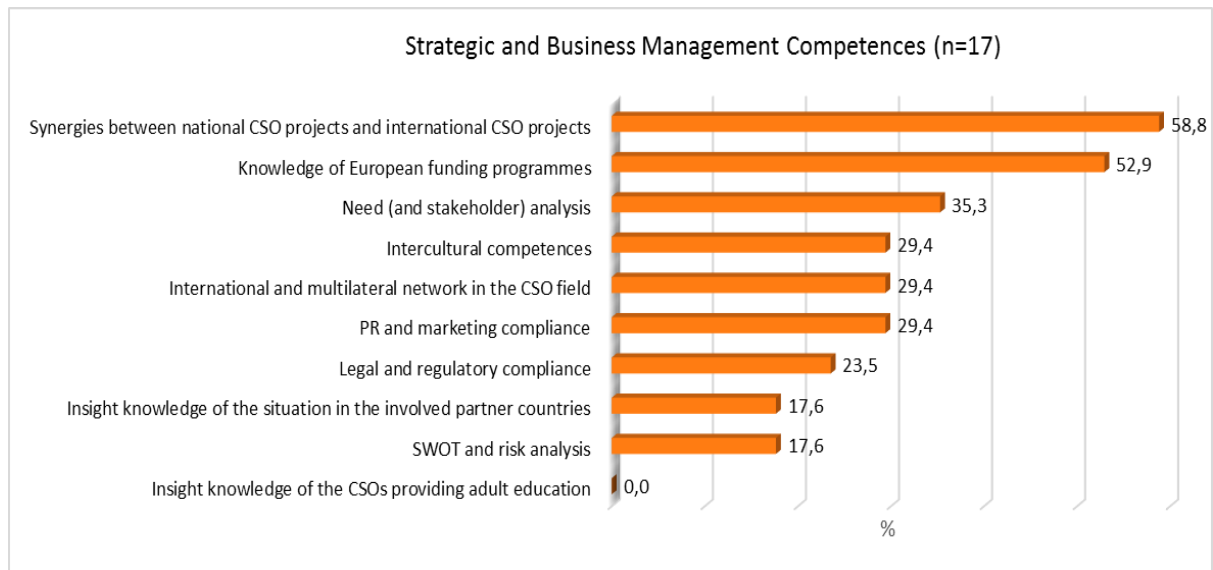 Strategic and Business Management Competences (n=17)
Synergies between national CSO projects and international CSO projects 58,8
Knowledge of European funding programmes 52,9
Need (and stakeholder) analysis 35,3
Intercultural competences 29,4
International and multilateral network in the CSO field 29,4
PR and marketing compliance 29,4
Legal and regulatory compliance 23,5
Insight knowledge of the situation in the involved partner countries 17,6
SWOT and risk analysis 17,6
Insight knowledge of the CSOs providing adult education 0,0
%